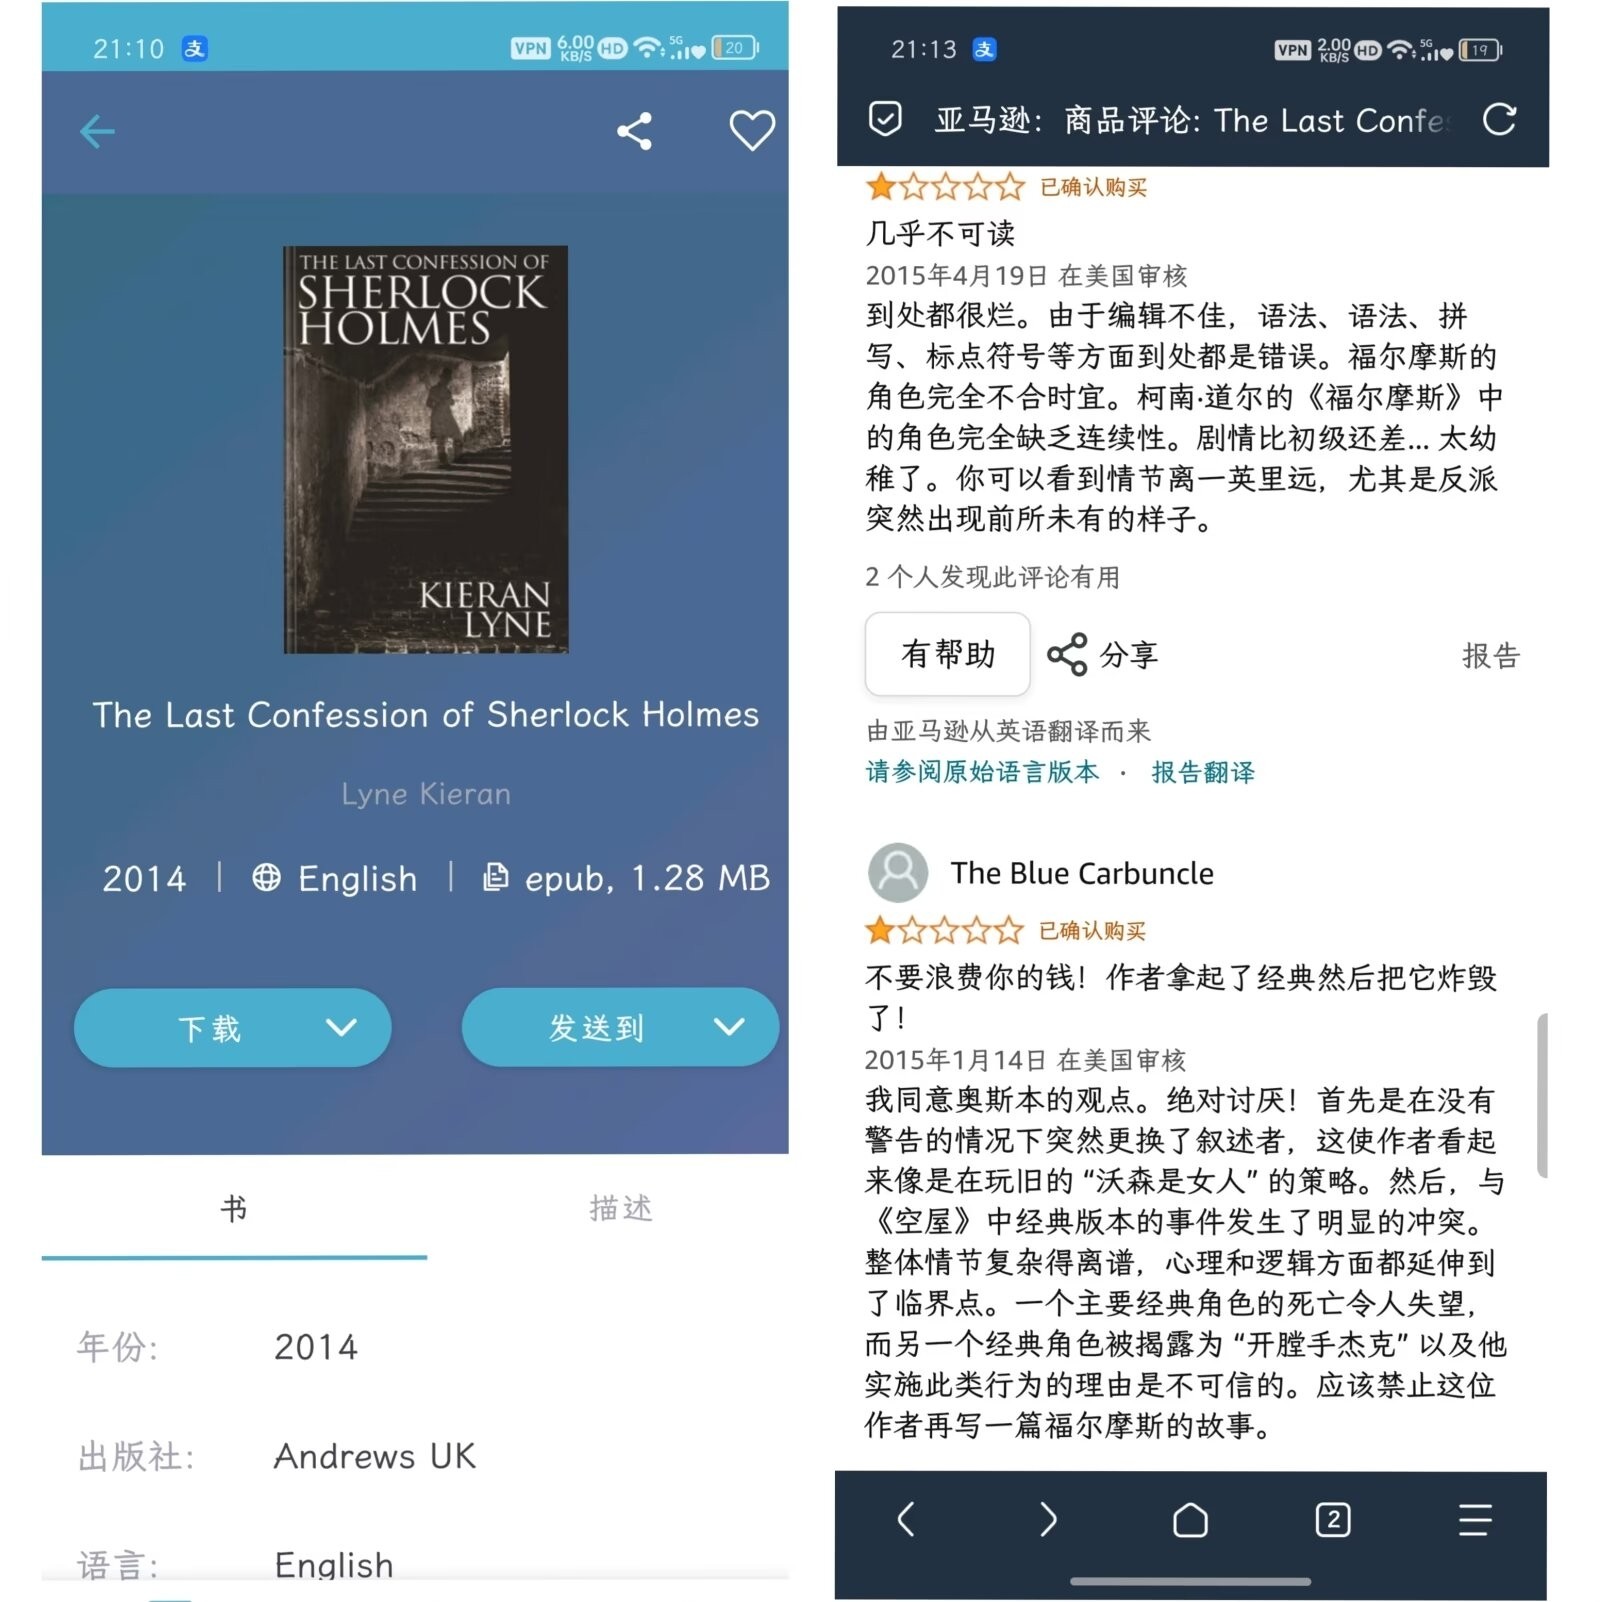 21:10 支 VPN 6.00 KB/S HD 5G 20
THE LAST CONFESSION OF
SHERLOCK
HOLMES
KIERAN
LYNE
The Last Confession of Sherlock Holmes
Lyne Kieran
2014 | English | epub, 1.28 MB
下载 发送到
书 描述
年份: 2014
出版社: Andrews UK
语言: English
21:13 支 VPN 2.00 KB/S HD 5G 19
亚马逊：商品评论: The Last Confe
已确认购买
几乎不可读
2015年4月19日 在美国审核
到处都很烂。由于编辑不佳，语法、语法、拼
写、标点符号等方面到处都是错误。福尔摩斯的
角色完全不合时宜。柯南·道尔的《福尔摩斯》中
的角色完全缺乏连续性。剧情比初级还差... 太幼
稚了。你可以看到情节离一英里远，尤其是反派
突然出现前所未有的样子。
2 个人发现此评论有用
有帮助 分享 报告
由亚马逊从英语翻译而来
请参阅原始语言版本 · 报告翻译
The Blue Carbuncle
已确认购买
不要浪费你的钱！作者拿起了经典然后把它炸毁
了！
2015年1月14日 在美国审核
我同意奥斯本的观点。绝对讨厌！首先是在没有
警告的情况下突然更换了叙述者，这使作者看起
来像是在玩旧的 “沃森是女人” 的策略。然后，与
《空屋》中经典版本的事件发生了明显的冲突。
整体情节复杂得离谱，心理和逻辑方面都延伸到
了临界点。一个主要经典角色的死亡令人失望，
而另一个经典角色被揭露为 “开膛手杰克” 以及他
实施此类行为的理由是不可信的。应该禁止这位
作者再写一篇福尔摩斯的故事。
2